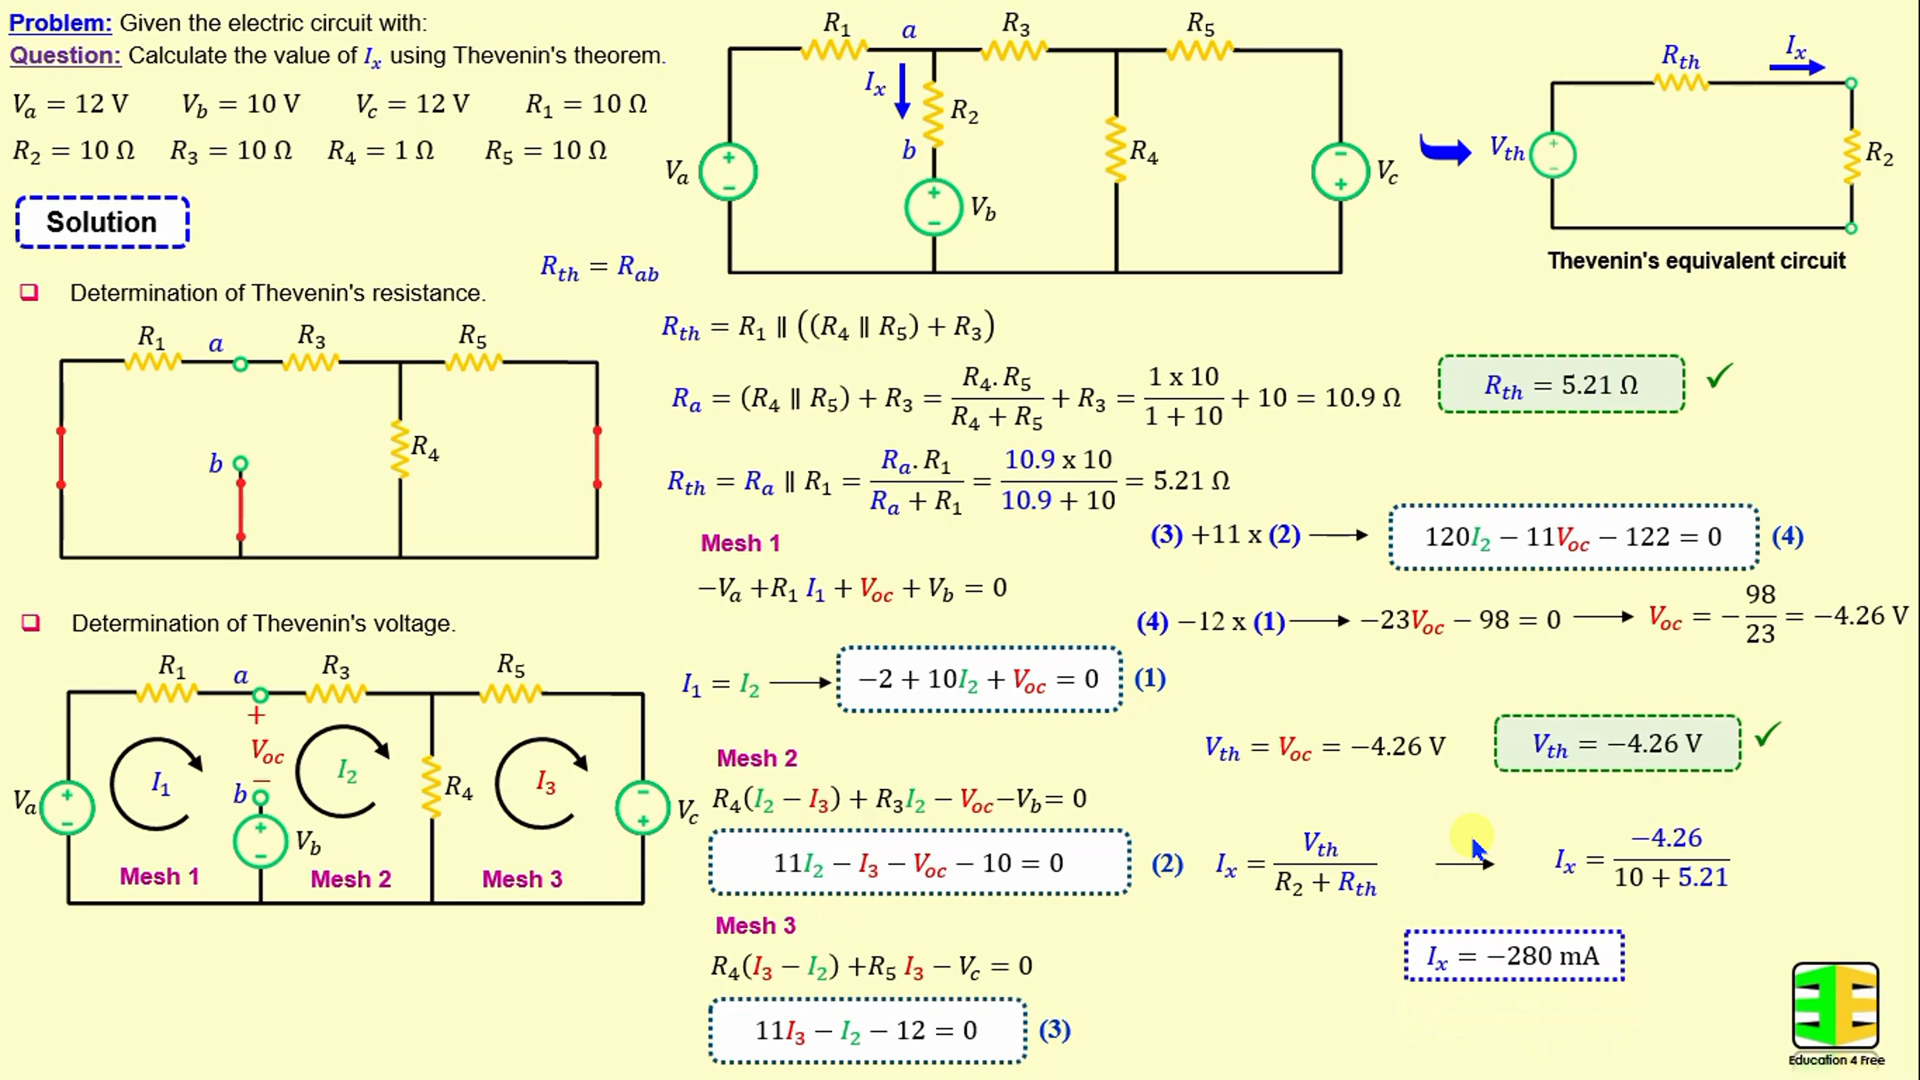 Problem: Given the electric circuit with:
Question: Calculate the value of Iₓ using Thevenin's theorem.
Vₐ = 12 V V_b = 10 V V_c = 12 V R₁ = 10 Ω
R₂ = 10 Ω R₃ = 10 Ω R₄ = 1 Ω R₅ = 10 Ω
R₁ a R₃ R₅
Iₓ R₂
b R₄
Vₐ V_b V_c
R_th Iₓ
V_th R₂
Thevenin's equivalent circuit
Solution
R_th = R_ab
Determination of Thevenin's resistance.
R₁ a R₃ R₅
b R₄
R_th = R₁ ∥ ((R₄ ∥ R₅) + R₃)
Rₐ = (R₄ ∥ R₅) + R₃ = (R₄.R₅)/(R₄ + R₅) + R₃ = (1 x 10)/(1 + 10) + 10 = 10.9 Ω
R_th = 5.21 Ω ✓
R_th = Rₐ ∥ R₁ = (Rₐ.R₁)/(Rₐ + R₁) = (10.9 x 10)/(10.9 + 10) = 5.21 Ω
Determination of Thevenin's voltage.
R₁ a R₃ R₅
+
V_oc
−
b
I₁ I₂ I₃
Vₐ V_b R₄ V_c
Mesh 1 Mesh 2 Mesh 3
Mesh 1
−Vₐ +R₁ I₁ + V_oc + V_b = 0
I₁ = I₂ → −2 + 10I₂ + V_oc = 0 (1)
Mesh 2
R₄(I₂ − I₃) + R₃I₂ − V_oc−V_b= 0
11I₂ − I₃ − V_oc − 10 = 0 (2)
Mesh 3
R₄(I₃ − I₂) +R₅ I₃ − V_c = 0
11I₃ − I₂ − 12 = 0 (3)
(3) +11 x (2) → 120I₂ − 11V_oc − 122 = 0 (4)
(4) −12 x (1) → −23V_oc − 98 = 0 → V_oc = −98/23 = −4.26 V
V_th = V_oc = −4.26 V
V_th = −4.26 V ✓
Iₓ = V_th/(R₂ + R_th) → Iₓ = −4.26/(10 + 5.21)
Iₓ = −280 mA
Education 4 Free